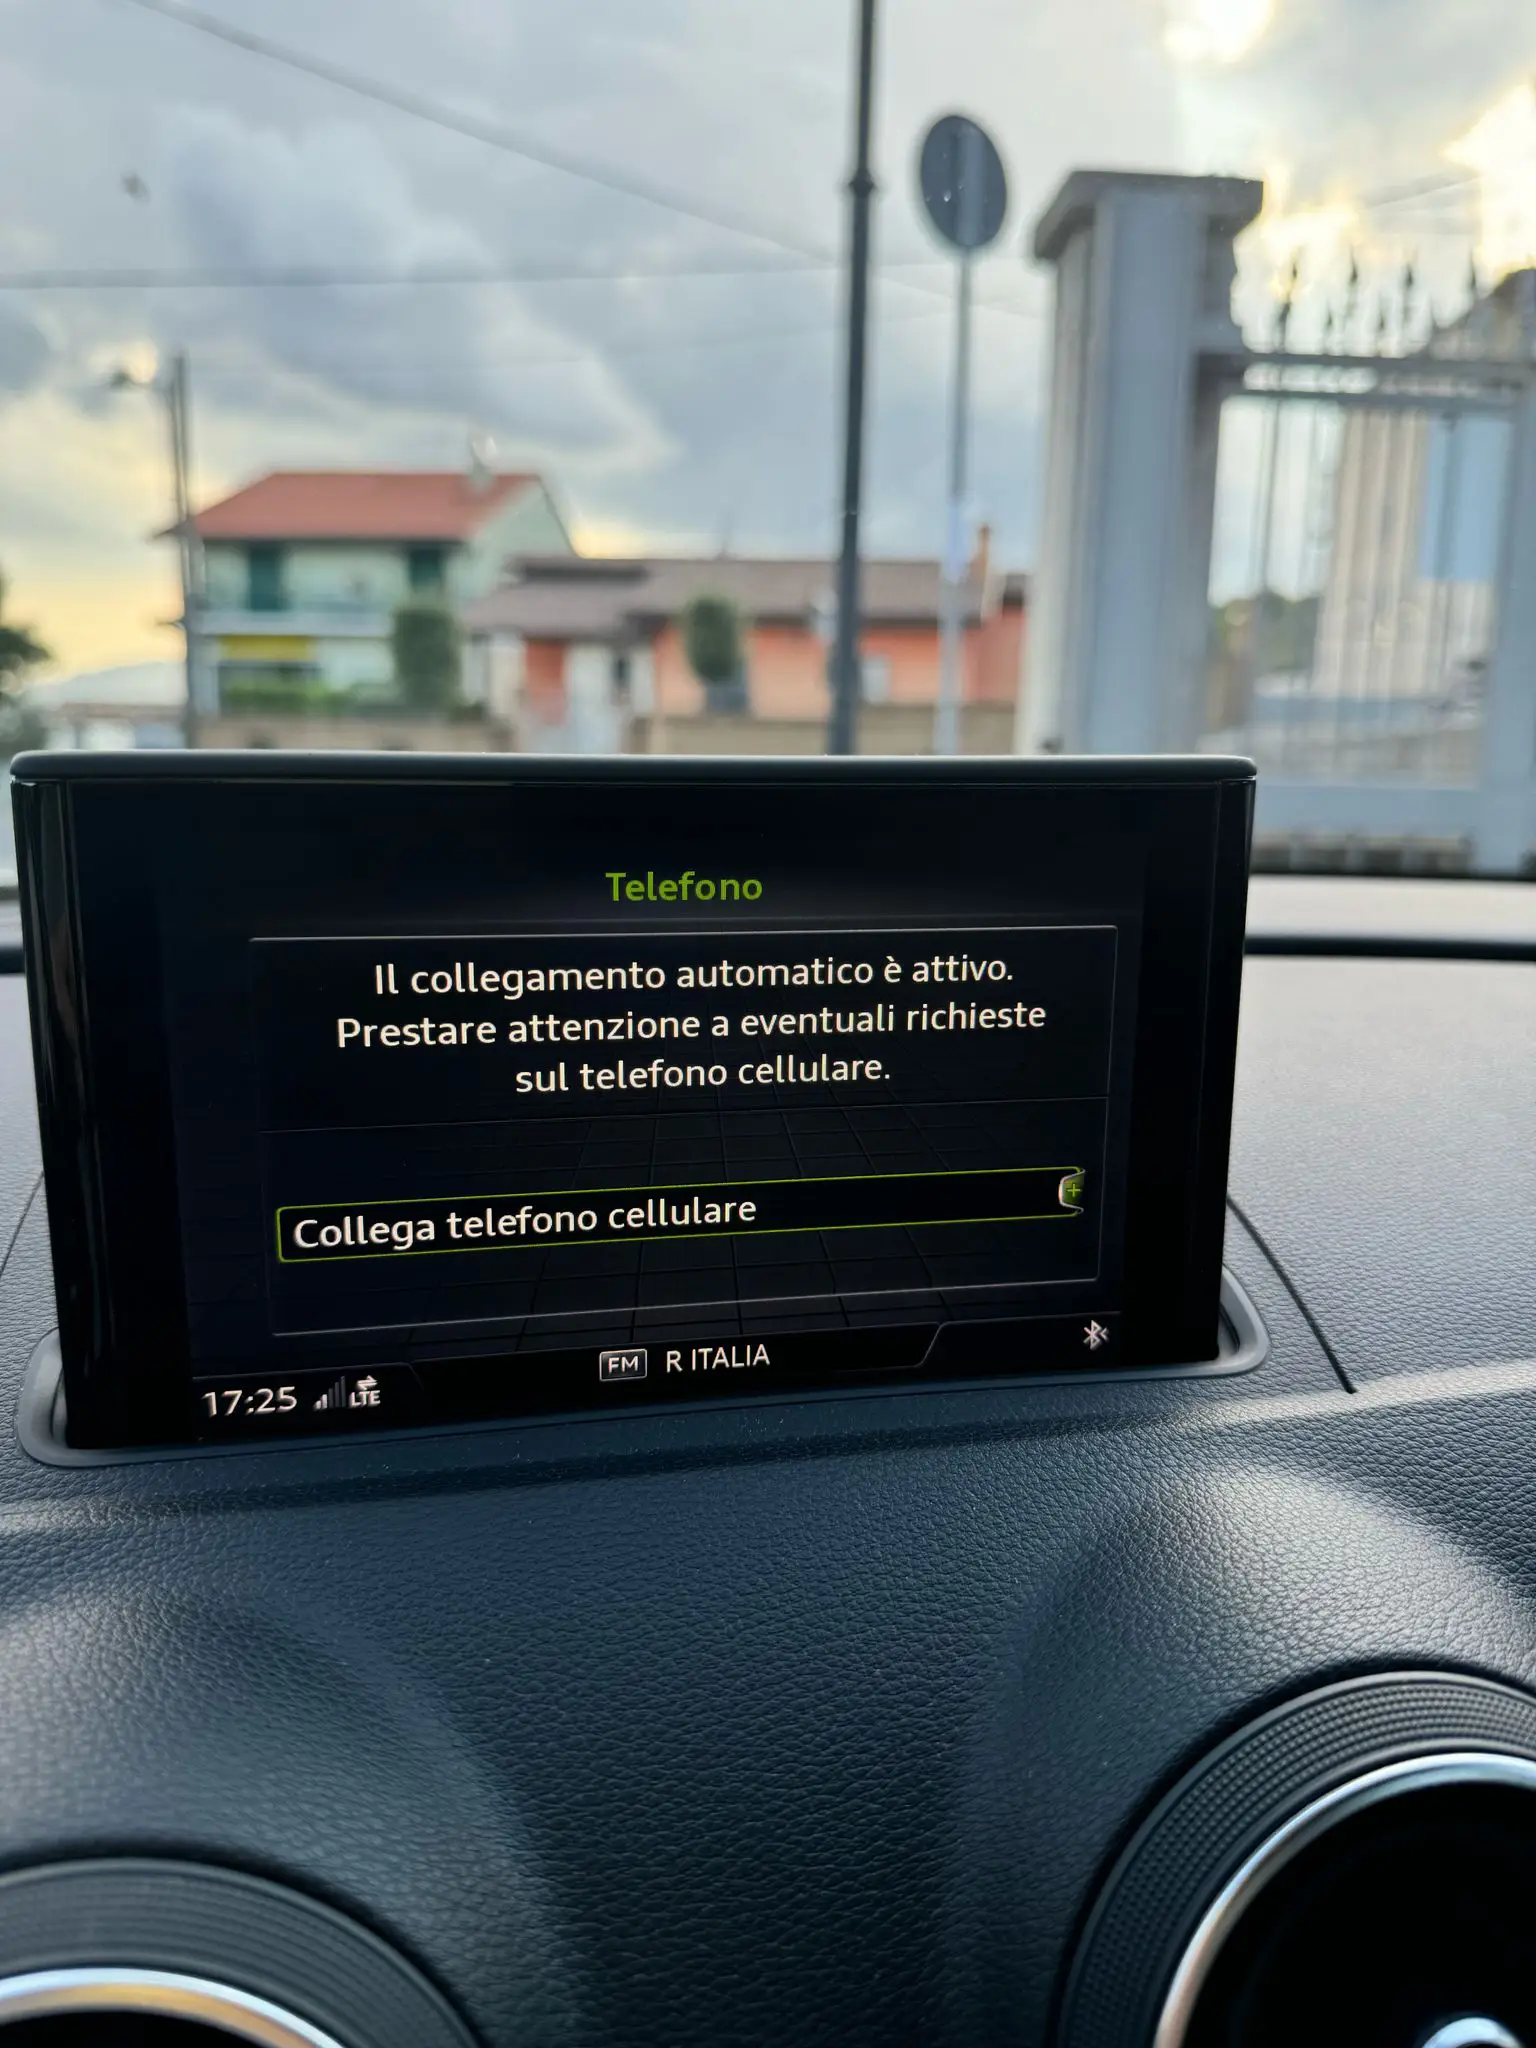 Telefono
Il collegamento automatico è attivo.
Prestare attenzione a eventuali richieste
sul telefono cellulare.
Collega telefono cellulare
17:25 LTE FM R ITALIA